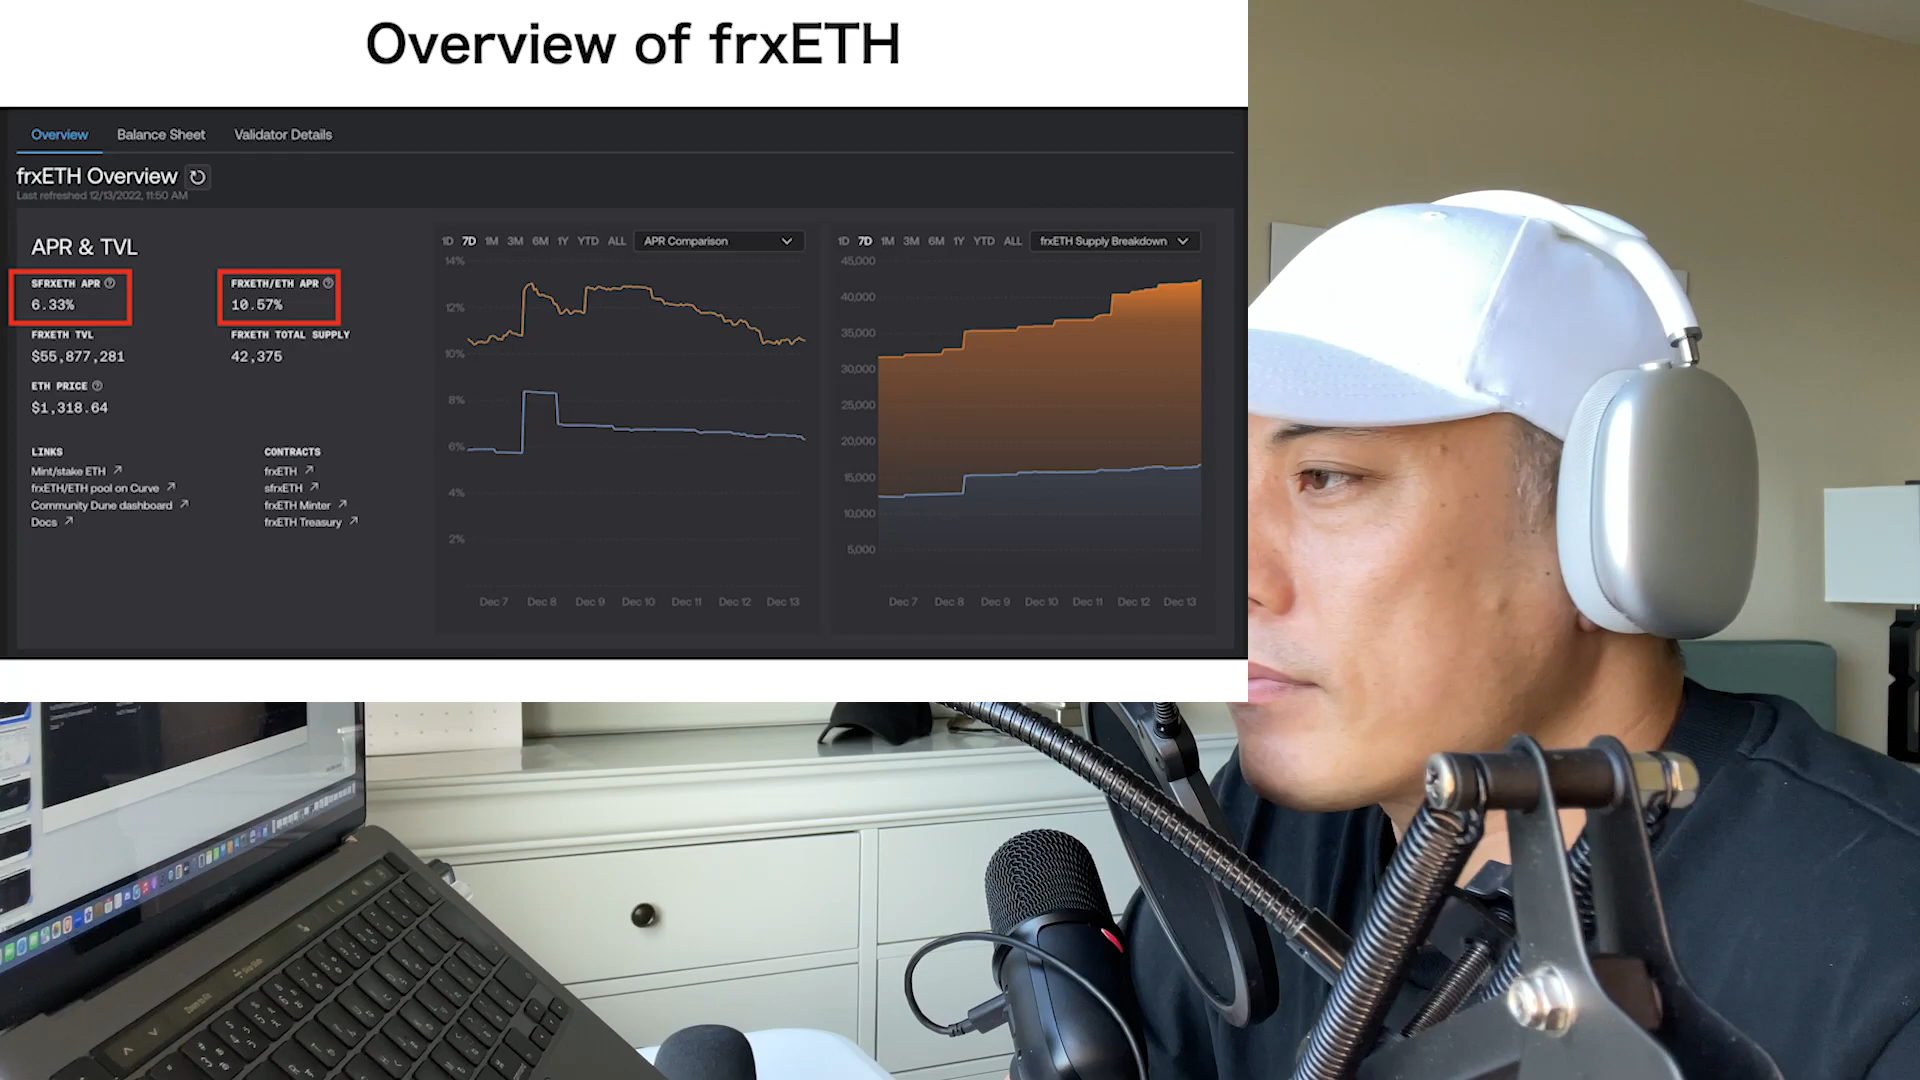 Overview of frxETH
Overview Balance Sheet Validator Details
frxETH Overview
Last refreshed 12/13/2022, 11:50 AM
APR & TVL
SFRXETH APR FRXETH/ETH APR
6.33% 10.57%
FRXETH TVL FRXETH TOTAL SUPPLY
$55,877,281 42,375
ETH PRICE
$1,318.64
LINKS CONTRACTS
Mint/stake ETH frxETH
frxETH/ETH pool on Curve sfrxETH
Community Dune dashboard frxETH Minter
Docs frxETH Treasury
1D 7D 1M 3M 6M 1Y YTD ALL APR Comparison
14%
12%
10%
8%
6%
4%
2%
Dec 7 Dec 8 Dec 9 Dec 10 Dec 11 Dec 12 Dec 13
1D 7D 1M 3M 6M 1Y YTD ALL frxETH Supply Breakdown
45,000
40,000
35,000
30,000
25,000
20,000
15,000
10,000
5,000
Dec 7 Dec 8 Dec 9 Dec 10 Dec 11 Dec 12 Dec 13